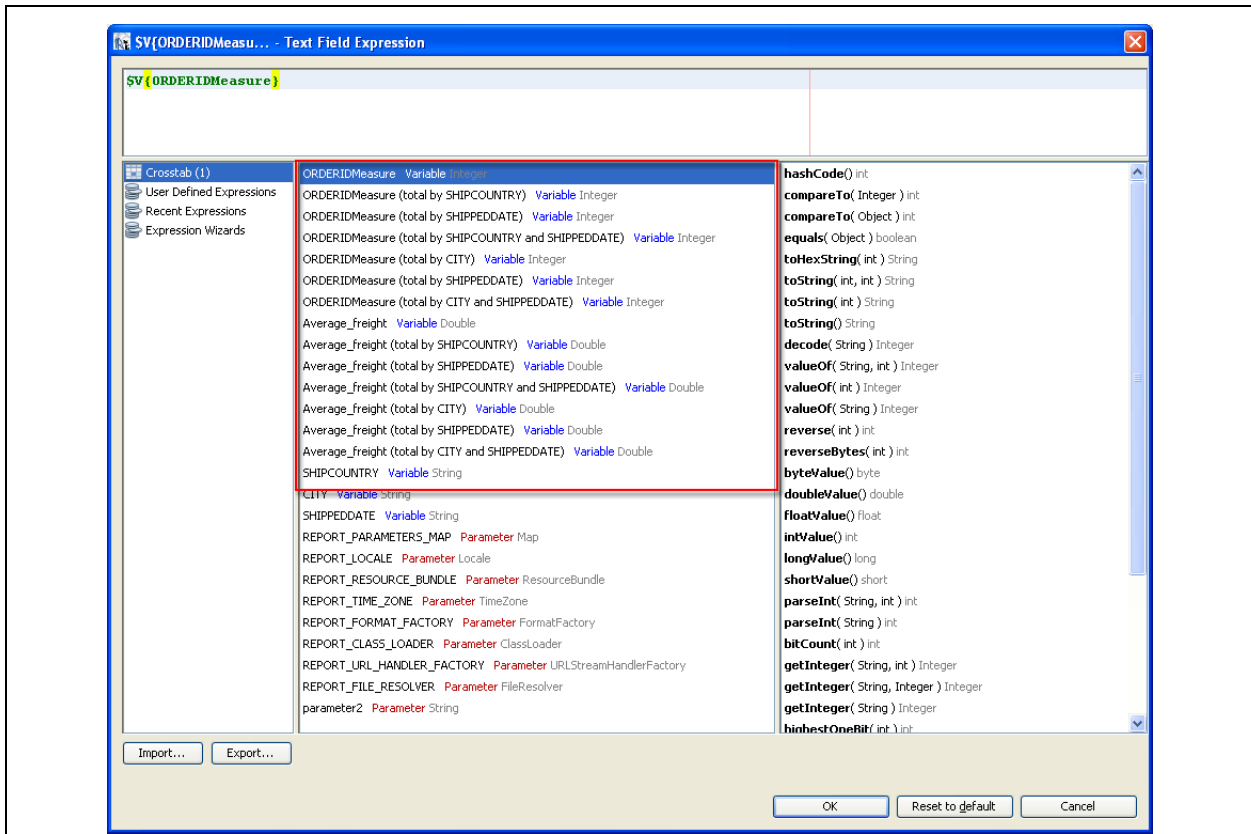 $V{ORDERIDMeasu... - Text Field Expression
$V{ORDERIDMeasure}
Crosstab (1)
User Defined Expressions
Recent Expressions
Expression Wizards
ORDERIDMeasure Variable Integer
ORDERIDMeasure (total by SHIPCOUNTRY) Variable Integer
ORDERIDMeasure (total by SHIPPEDDATE) Variable Integer
ORDERIDMeasure (total by SHIPCOUNTRY and SHIPPEDDATE) Variable Integer
ORDERIDMeasure (total by CITY) Variable Integer
ORDERIDMeasure (total by SHIPPEDDATE) Variable Integer
ORDERIDMeasure (total by CITY and SHIPPEDDATE) Variable Integer
Average_freight Variable Double
Average_freight (total by SHIPCOUNTRY) Variable Double
Average_freight (total by SHIPPEDDATE) Variable Double
Average_freight (total by SHIPCOUNTRY and SHIPPEDDATE) Variable Double
Average_freight (total by CITY) Variable Double
Average_freight (total by SHIPPEDDATE) Variable Double
Average_freight (total by CITY and SHIPPEDDATE) Variable Double
SHIPCOUNTRY Variable String
CITY Variable String
SHIPPEDDATE Variable String
REPORT_PARAMETERS_MAP Parameter Map
REPORT_LOCALE Parameter Locale
REPORT_RESOURCE_BUNDLE Parameter ResourceBundle
REPORT_TIME_ZONE Parameter TimeZone
REPORT_FORMAT_FACTORY Parameter FormatFactory
REPORT_CLASS_LOADER Parameter ClassLoader
REPORT_URL_HANDLER_FACTORY Parameter URLStreamHandlerFactory
REPORT_FILE_RESOLVER Parameter FileResolver
parameter2 Parameter String
hashCode() int
compareTo( Integer ) int
compareTo( Object ) int
equals( Object ) boolean
toHexString( int ) String
toString( int, int ) String
toString( int ) String
toString() String
decode( String ) Integer
valueOf( String, int ) Integer
valueOf( int ) Integer
valueOf( String ) Integer
reverse( int ) int
reverseBytes( int ) int
byteValue() byte
doubleValue() double
floatValue() float
intValue() int
longValue() long
shortValue() short
parseInt( String, int ) int
parseInt( String ) int
bitCount( int ) int
getInteger( String, int ) Integer
getInteger( String, Integer ) Integer
getInteger( String ) Integer
highestOneBit( int ) int
Import... Export...
OK Reset to default Cancel